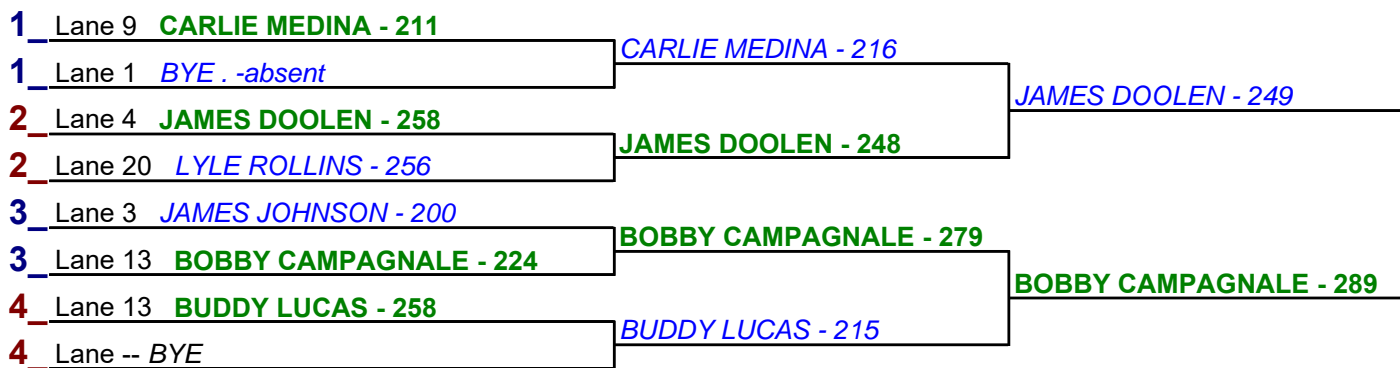 1_ Lane 9 CARLIE MEDINA - 211
CARLIE MEDINA - 216
1_ Lane 1 BYE . -absent
JAMES DOOLEN - 249
2_ Lane 4 JAMES DOOLEN - 258
JAMES DOOLEN - 248
2_ Lane 20 LYLE ROLLINS - 256
3_ Lane 3 JAMES JOHNSON - 200
BOBBY CAMPAGNALE - 279
3_ Lane 13 BOBBY CAMPAGNALE - 224
BOBBY CAMPAGNALE - 289
4_ Lane 13 BUDDY LUCAS - 258
BUDDY LUCAS - 215
4_ Lane -- BYE